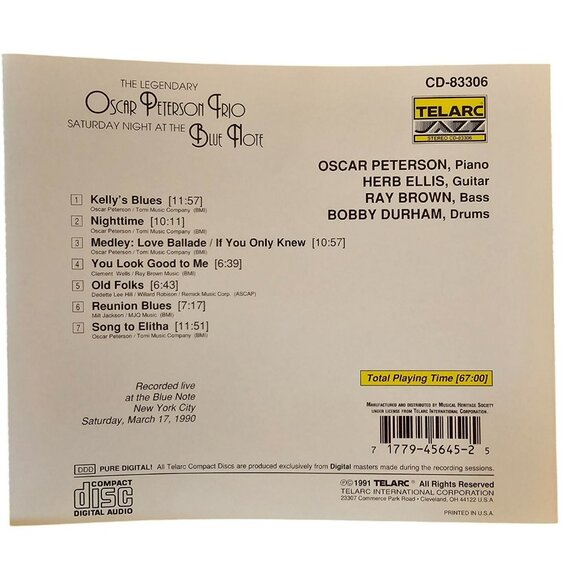 THE LEGENDARY
OSCAR PETERSON TRIO
SATURDAY NIGHT AT THE BLUE NOTE
CD-83306
TELARC
JAZZ
STEREO CD-83306
OSCAR PETERSON, Piano
HERB ELLIS, Guitar
RAY BROWN, Bass
BOBBY DURHAM, Drums
1 Kelly's Blues [11:57]
Oscar Peterson / Tomi Music Company (BMI)
2 Nighttime [10:11]
Oscar Peterson / Tomi Music Company (BMI)
3 Medley: Love Ballade / If You Only Knew [10:57]
Oscar Peterson / Tomi Music Company (BMI)
4 You Look Good to Me [6:39]
Clement Wells / Ray Brown Music (BMI)
5 Old Folks [6:43]
Dedette Lee Hill / Willard Robison / Remick Music Corp. (ASCAP)
6 Reunion Blues [7:17]
Milt Jackson / MJQ Music (BMI)
7 Song to Elitha [11:51]
Oscar Peterson / Tomi Music Company (BMI)
Total Playing Time [67:00]
Recorded live
at the Blue Note
New York City
Saturday, March 17, 1990
MANUFACTURED AND DISTRIBUTED BY MUSICAL HERITAGE SOCIETY
UNDER LICENSE FROM TELARC INTERNATIONAL CORPORATION.
7 1779-45645-2 5
DDD PURE DIGITAL! All Telarc Compact Discs are produced exclusively from Digital masters made during the recording sessions.
COMPACT
disc
DIGITAL AUDIO
℗©1991 TELARC® All Rights Reserved
TELARC INTERNATIONAL CORPORATION
23307 Commerce Park Road • Cleveland, OH 44122 U.S.A.
PRINTED IN U.S.A.